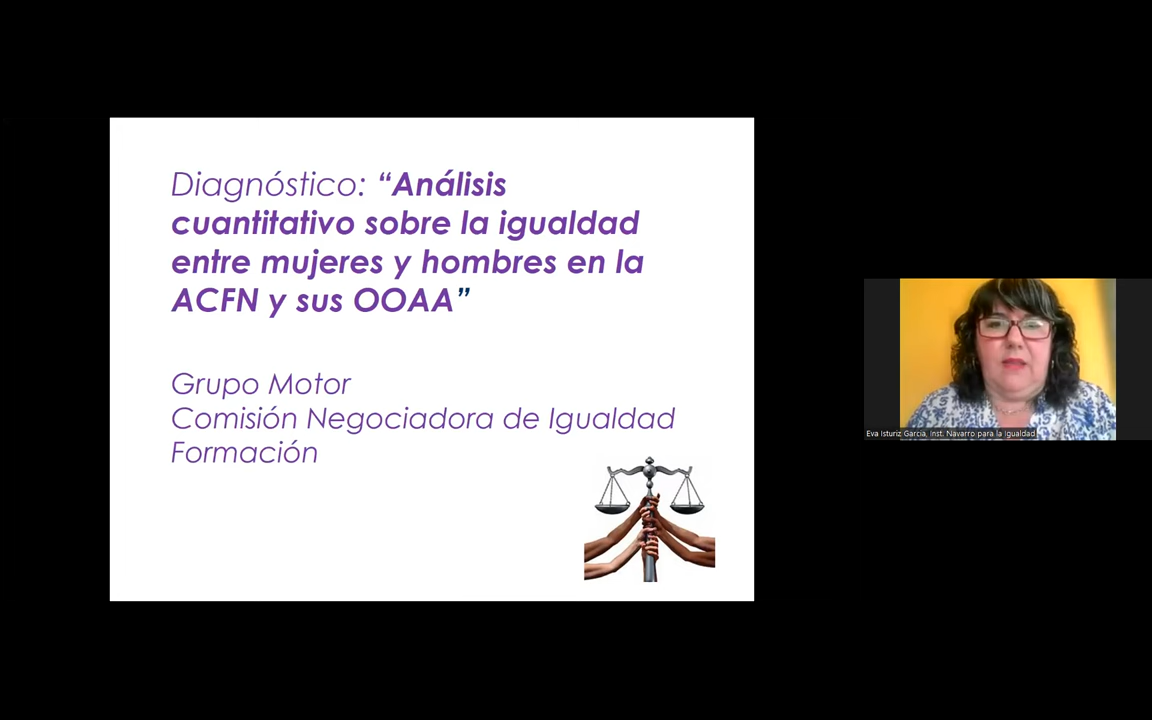 Diagnóstico: “Análisis
cuantitativo sobre la igualdad
entre mujeres y hombres en la
ACFN y sus OOAA”
Grupo Motor
Comisión Negociadora de Igualdad
Formación
Eva Isturiz García, Inst. Navarro para la Igualdad